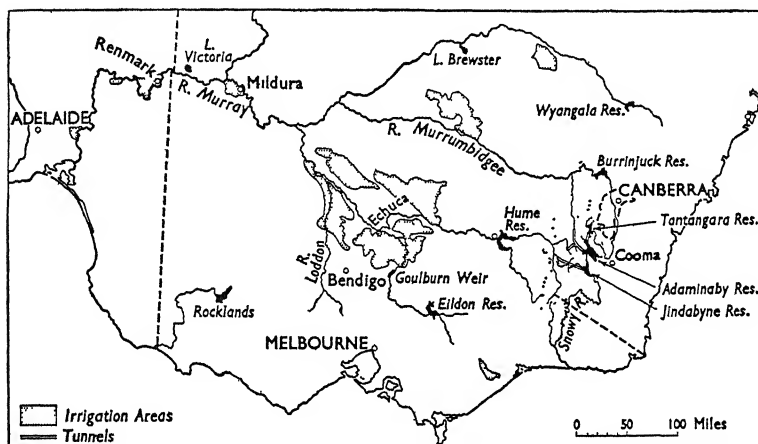 L.
Victoria
Renmark
Mildura
R. Murray
L. Brewster
Wyangala Res.
ADELAIDE
R. Murrumbidgee
Burrinjuck Res.
CANBERRA
Tantangara Res.
Echuca
Hume
Res.
Cooma
R. Loddon
Bendigo
Goulburn Weir
Adaminaby Res.
Eildon Res.
Jindabyne Res.
Rocklands
Snowy R.
MELBOURNE
Irrigation Areas
Tunnels
0 50 100 Miles